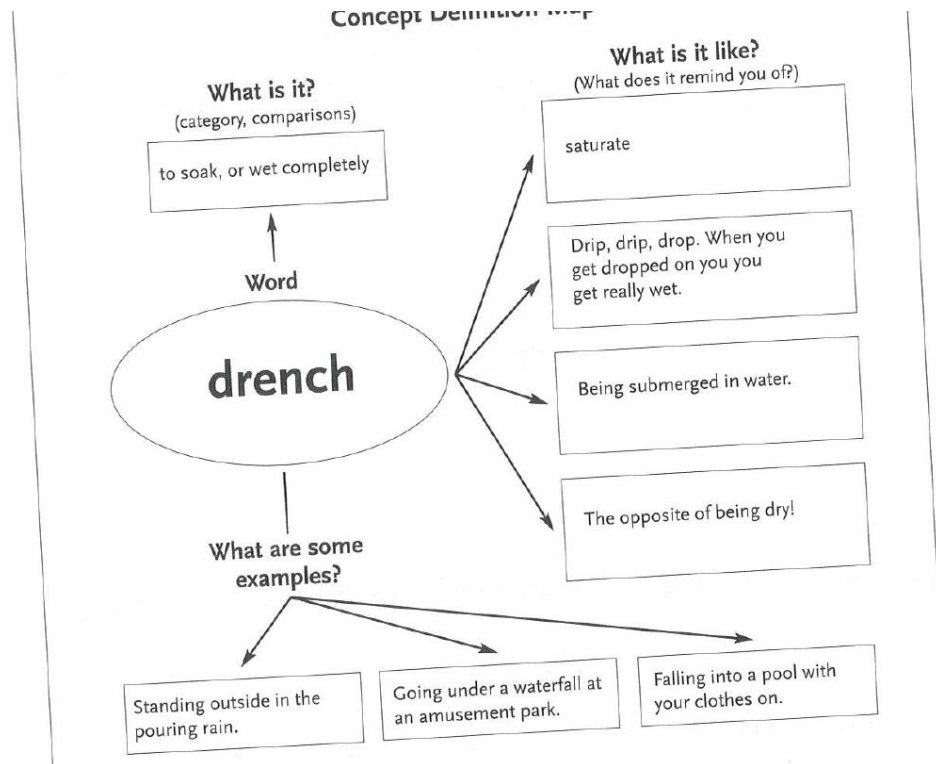 Concept Definition Map
What is it?
(category, comparisons)
to soak, or wet completely
Word
drench
What is it like?
(What does it remind you of?)
saturate
Drip, drip, drop. When you
get dropped on you you
get really wet.
Being submerged in water.
The opposite of being dry!
What are some
examples?
Standing outside in the
pouring rain.
Going under a waterfall at
an amusement park.
Falling into a pool with
your clothes on.